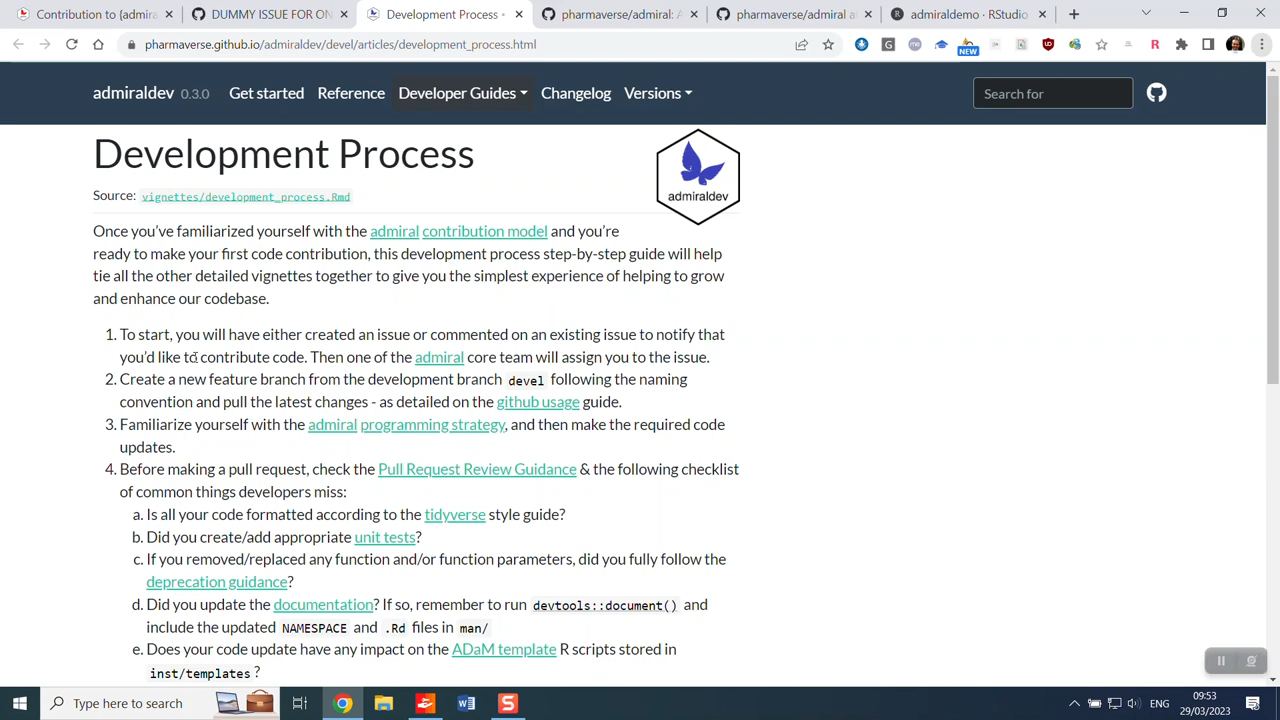 Contribution to {admira
DUMMY ISSUE FOR ON
Development Process •
pharmaverse/admiral: A
pharmaverse/admiral a
admiraldemo - RStudio
pharmaverse.github.io/admiraldev/devel/articles/development_process.html
NEW
admiraldev 0.3.0 Get started Reference Developer Guides Changelog Versions Search for
Development Process
Source: vignettes/development_process.Rmd
admiraldev
Once you've familiarized yourself with the admiral contribution model and you're
ready to make your first code contribution, this development process step-by-step guide will help
tie all the other detailed vignettes together to give you the simplest experience of helping to grow
and enhance our codebase.
1. To start, you will have either created an issue or commented on an existing issue to notify that
you'd like to contribute code. Then one of the admiral core team will assign you to the issue.
2. Create a new feature branch from the development branch devel following the naming
convention and pull the latest changes - as detailed on the github usage guide.
3. Familiarize yourself with the admiral programming strategy, and then make the required code
updates.
4. Before making a pull request, check the Pull Request Review Guidance & the following checklist
of common things developers miss:
a. Is all your code formatted according to the tidyverse style guide?
b. Did you create/add appropriate unit tests?
c. If you removed/replaced any function and/or function parameters, did you fully follow the
deprecation guidance?
d. Did you update the documentation? If so, remember to run devtools::document() and
include the updated NAMESPACE and .Rd files in man/
e. Does your code update have any impact on the ADaM template R scripts stored in
inst/templates ?
Type here to search
ENG
09:53
29/03/2023